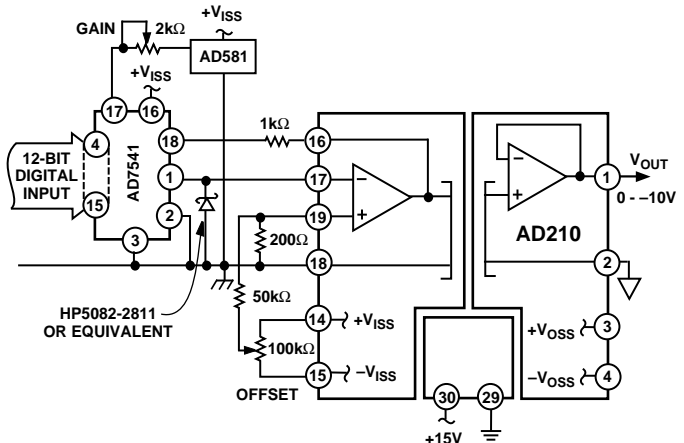 +VISS
GAIN
2kΩ
AD581
+VISS
17
16
4
18
1kΩ
16
12-BIT
DIGITAL
INPUT
AD7541
1
17
–
+
–
+
1
VOUT
0 - –10V
15
2
19
200Ω
AD210
3
18
2
HP5082-2811
OR EQUIVALENT
50kΩ
14
+VISS
100kΩ
OFFSET
15
–VISS
+VOSS
3
–VOSS
4
30
29
+15V